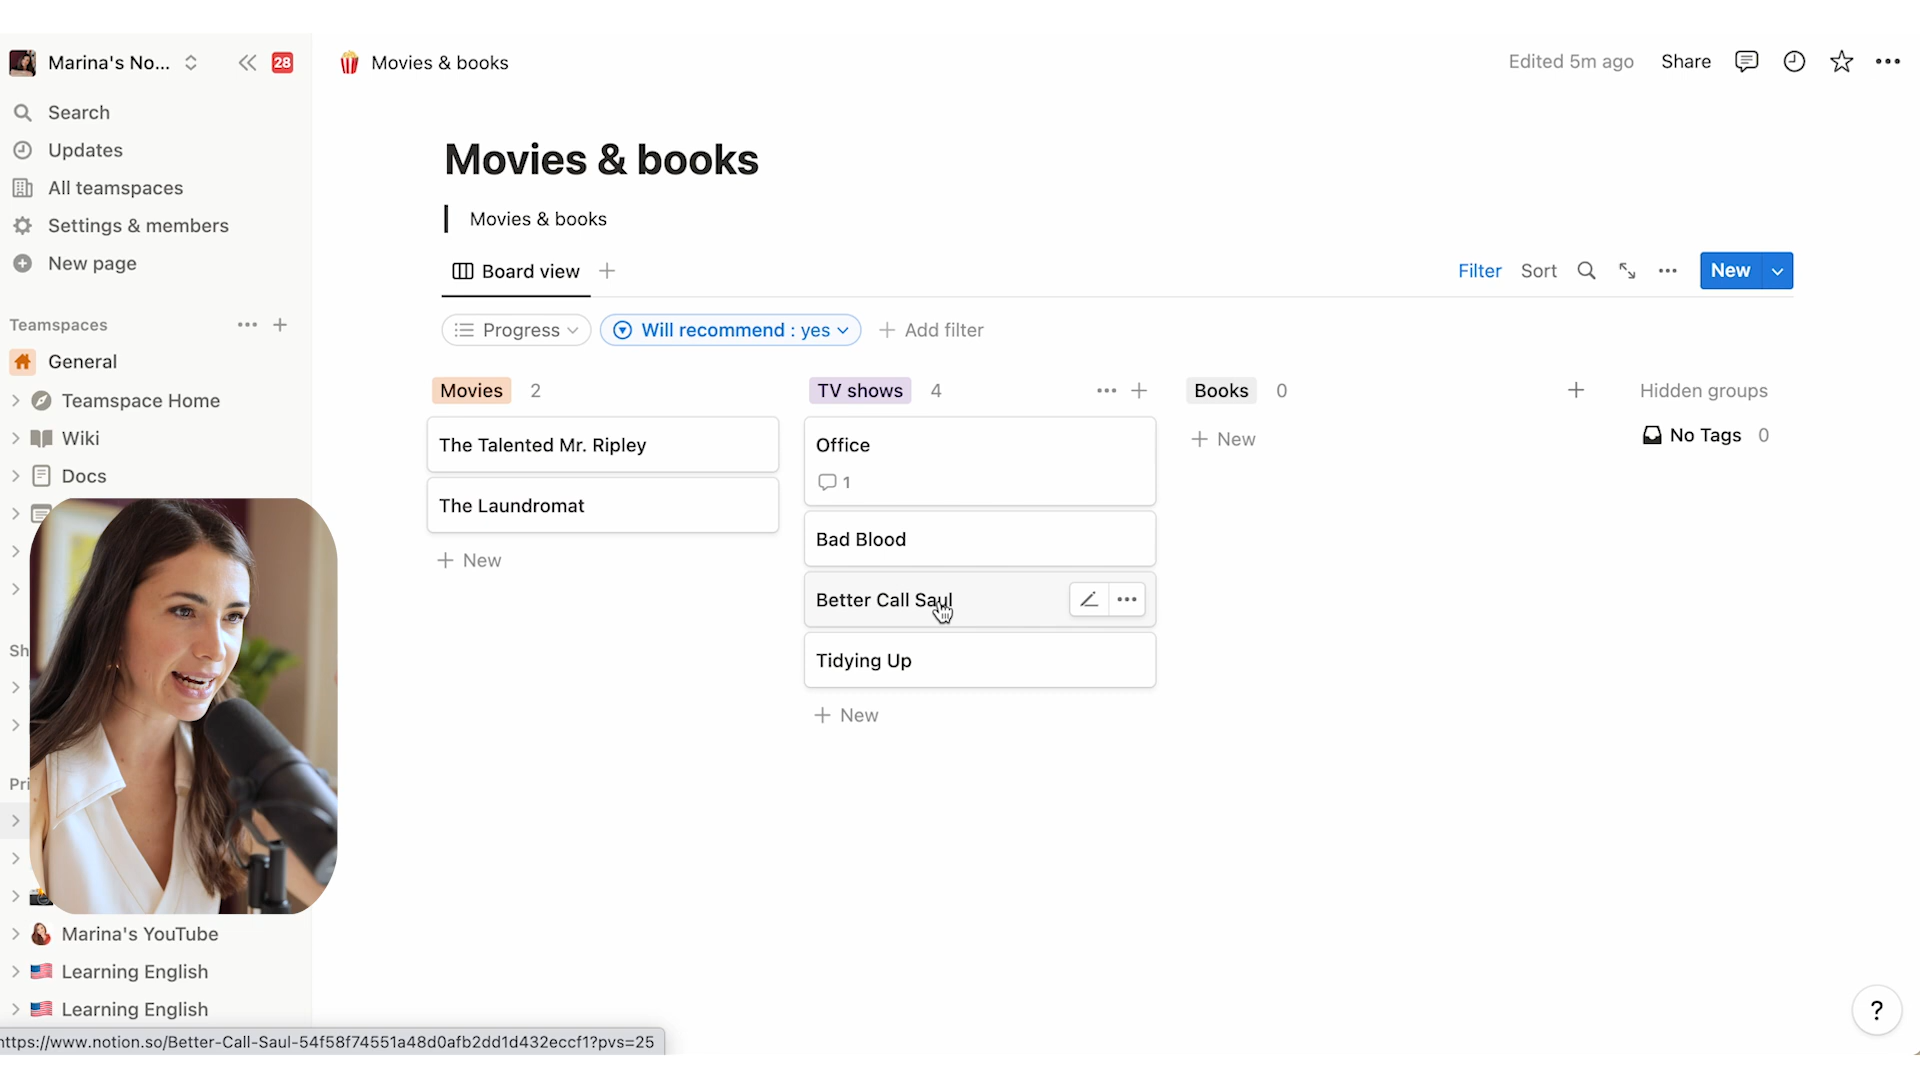 Marina's No...
28
Search
Updates
All teamspaces
Settings & members
New page
Teamspaces
General
Teamspace Home
Wiki
Docs
Sh
Pri
Marina's YouTube
Learning English
Learning English
Movies & books
Edited 5m ago
Share
Movies & books
Movies & books
Board view
Filter
Sort
New
Progress
Will recommend : yes
Add filter
Movies 2
The Talented Mr. Ripley
The Laundromat
New
TV shows 4
Office
1
Bad Blood
Better Call Saul
Tidying Up
New
Books 0
New
Hidden groups
No Tags 0
?
https://www.notion.so/Better-Call-Saul-54f58f74551a48d0afb2dd1d432eccf1?pvs=25